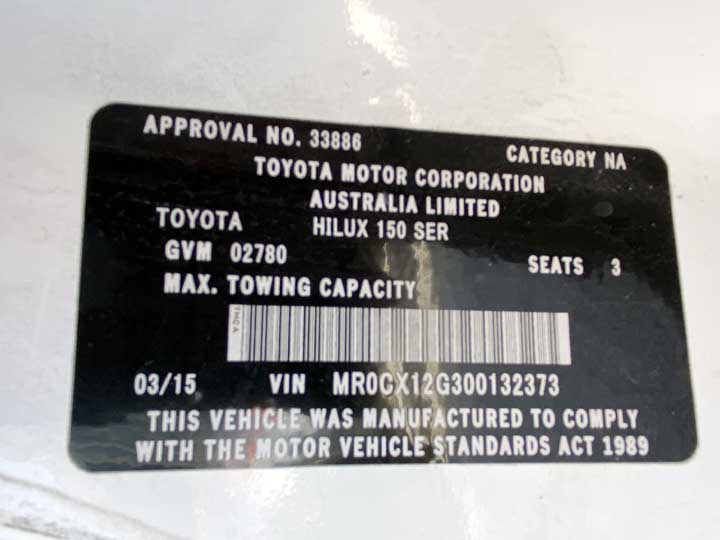 APPROVAL NO. 33886 CATEGORY NA
TOYOTA MOTOR CORPORATION
AUSTRALIA LIMITED
TOYOTA HILUX 150 SER
GVM 02780 SEATS 3
MAX. TOWING CAPACITY
TMCA
03/15 VIN MR0CX12G300132373
THIS VEHICLE WAS MANUFACTURED TO COMPLY
WITH THE MOTOR VEHICLE STANDARDS ACT 1989